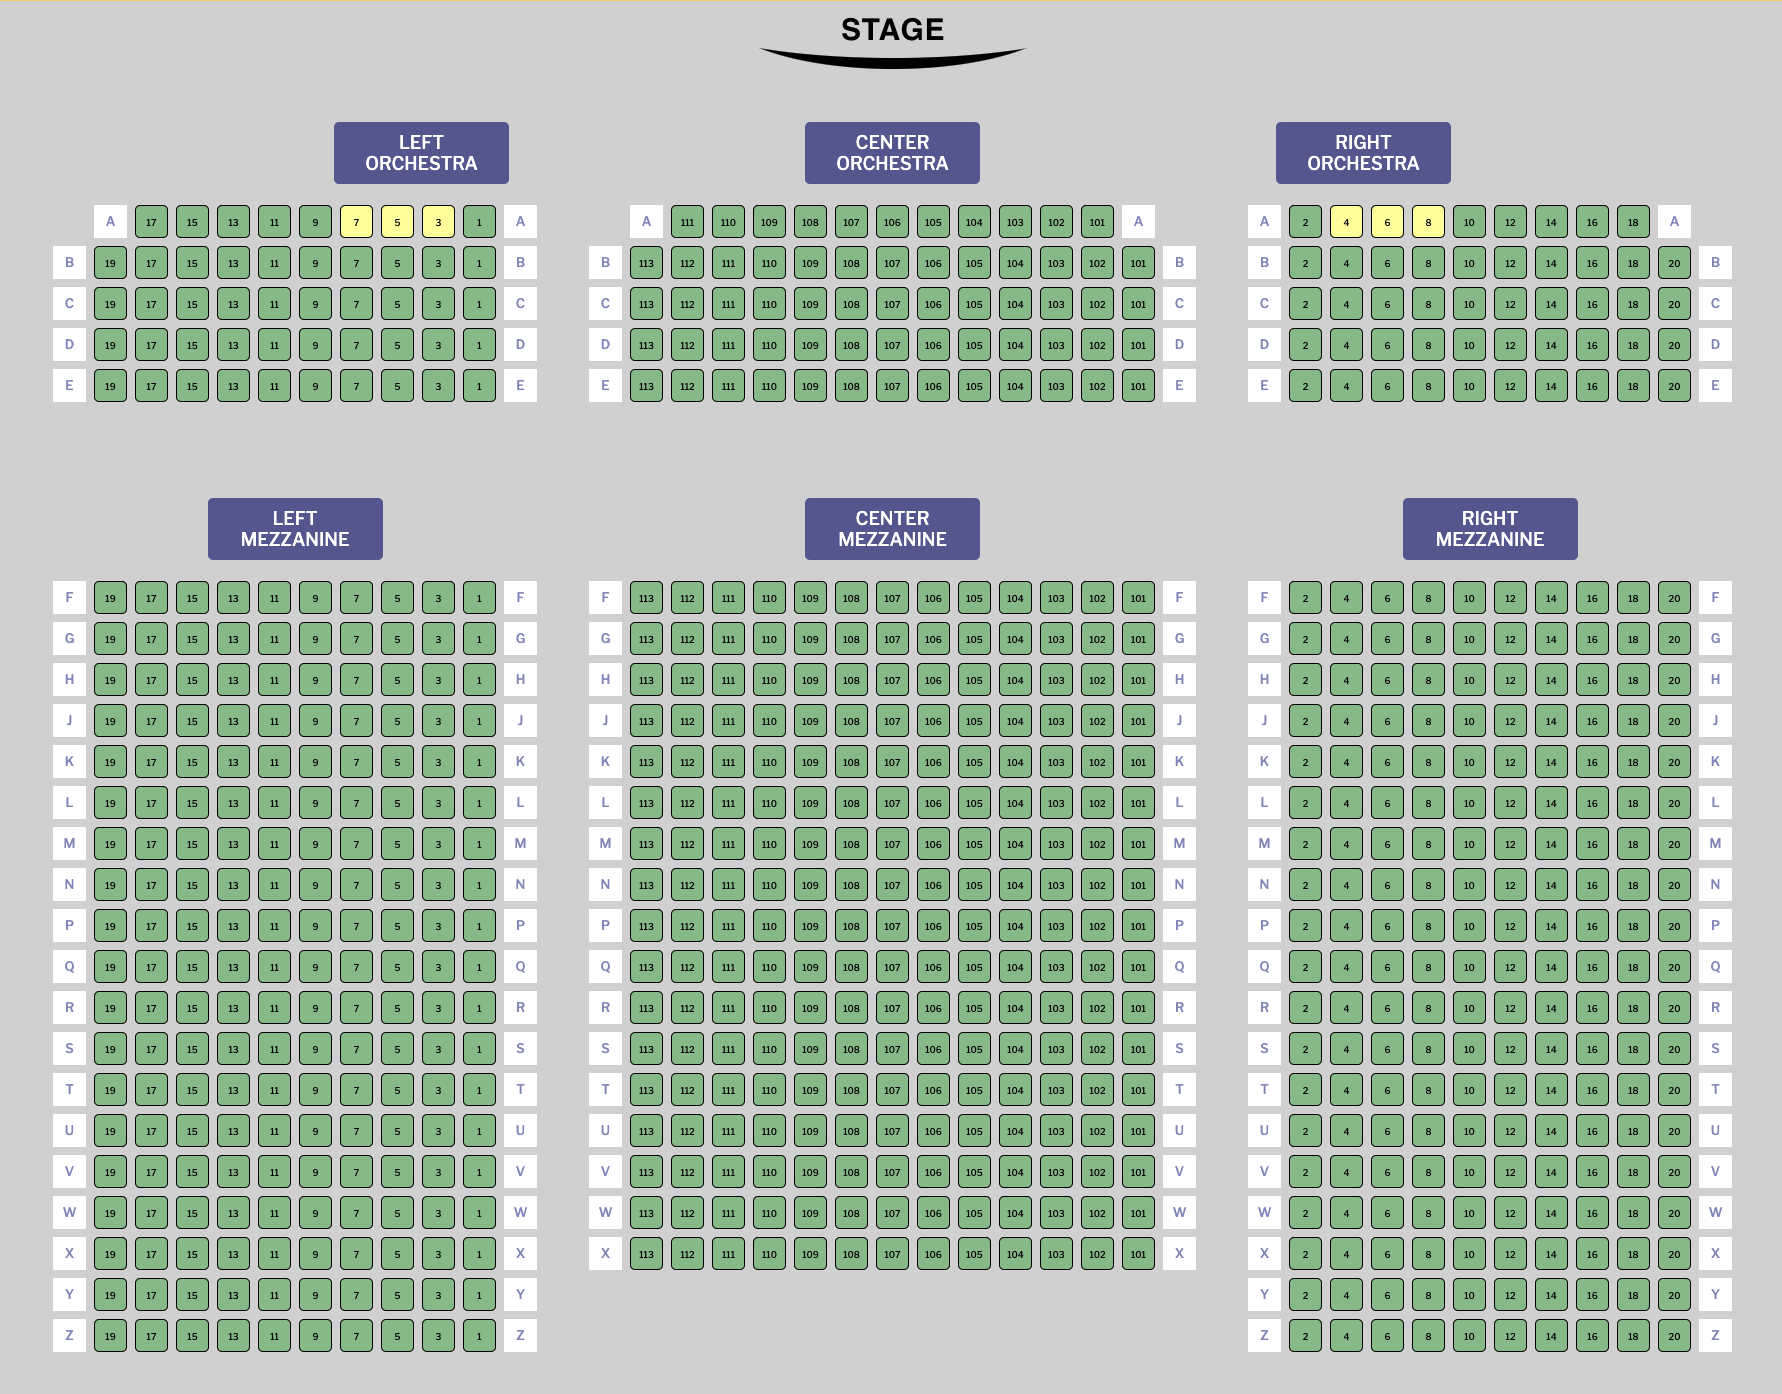 STAGE
LEFT
ORCHESTRA
CENTER
ORCHESTRA
RIGHT
ORCHESTRA
A 17 15 13 11 9 7 5 3 1 A A 111 110 109 108 107 106 105 104 103 102 101 A A 2 4 6 8 10 12 14 16 18 A
B 19 17 15 13 11 9 7 5 3 1 B B 113 112 111 110 109 108 107 106 105 104 103 102 101 B B 2 4 6 8 10 12 14 16 18 20 B
C 19 17 15 13 11 9 7 5 3 1 C C 113 112 111 110 109 108 107 106 105 104 103 102 101 C C 2 4 6 8 10 12 14 16 18 20 C
D 19 17 15 13 11 9 7 5 3 1 D D 113 112 111 110 109 108 107 106 105 104 103 102 101 D D 2 4 6 8 10 12 14 16 18 20 D
E 19 17 15 13 11 9 7 5 3 1 E E 113 112 111 110 109 108 107 106 105 104 103 102 101 E E 2 4 6 8 10 12 14 16 18 20 E
LEFT
MEZZANINE
CENTER
MEZZANINE
RIGHT
MEZZANINE
F 19 17 15 13 11 9 7 5 3 1 F F 113 112 111 110 109 108 107 106 105 104 103 102 101 F F 2 4 6 8 10 12 14 16 18 20 F
G 19 17 15 13 11 9 7 5 3 1 G G 113 112 111 110 109 108 107 106 105 104 103 102 101 G G 2 4 6 8 10 12 14 16 18 20 G
H 19 17 15 13 11 9 7 5 3 1 H H 113 112 111 110 109 108 107 106 105 104 103 102 101 H H 2 4 6 8 10 12 14 16 18 20 H
J 19 17 15 13 11 9 7 5 3 1 J J 113 112 111 110 109 108 107 106 105 104 103 102 101 J J 2 4 6 8 10 12 14 16 18 20 J
K 19 17 15 13 11 9 7 5 3 1 K K 113 112 111 110 109 108 107 106 105 104 103 102 101 K K 2 4 6 8 10 12 14 16 18 20 K
L 19 17 15 13 11 9 7 5 3 1 L L 113 112 111 110 109 108 107 106 105 104 103 102 101 L L 2 4 6 8 10 12 14 16 18 20 L
M 19 17 15 13 11 9 7 5 3 1 M M 113 112 111 110 109 108 107 106 105 104 103 102 101 M M 2 4 6 8 10 12 14 16 18 20 M
N 19 17 15 13 11 9 7 5 3 1 N N 113 112 111 110 109 108 107 106 105 104 103 102 101 N N 2 4 6 8 10 12 14 16 18 20 N
P 19 17 15 13 11 9 7 5 3 1 P P 113 112 111 110 109 108 107 106 105 104 103 102 101 P P 2 4 6 8 10 12 14 16 18 20 P
Q 19 17 15 13 11 9 7 5 3 1 Q Q 113 112 111 110 109 108 107 106 105 104 103 102 101 Q Q 2 4 6 8 10 12 14 16 18 20 Q
R 19 17 15 13 11 9 7 5 3 1 R R 113 112 111 110 109 108 107 106 105 104 103 102 101 R R 2 4 6 8 10 12 14 16 18 20 R
S 19 17 15 13 11 9 7 5 3 1 S S 113 112 111 110 109 108 107 106 105 104 103 102 101 S S 2 4 6 8 10 12 14 16 18 20 S
T 19 17 15 13 11 9 7 5 3 1 T T 113 112 111 110 109 108 107 106 105 104 103 102 101 T T 2 4 6 8 10 12 14 16 18 20 T
U 19 17 15 13 11 9 7 5 3 1 U U 113 112 111 110 109 108 107 106 105 104 103 102 101 U U 2 4 6 8 10 12 14 16 18 20 U
V 19 17 15 13 11 9 7 5 3 1 V V 113 112 111 110 109 108 107 106 105 104 103 102 101 V V 2 4 6 8 10 12 14 16 18 20 V
W 19 17 15 13 11 9 7 5 3 1 W W 113 112 111 110 109 108 107 106 105 104 103 102 101 W W 2 4 6 8 10 12 14 16 18 20 W
X 19 17 15 13 11 9 7 5 3 1 X X 113 112 111 110 109 108 107 106 105 104 103 102 101 X X 2 4 6 8 10 12 14 16 18 20 X
Y 19 17 15 13 11 9 7 5 3 1 Y Y 2 4 6 8 10 12 14 16 18 20 Y
Z 19 17 15 13 11 9 7 5 3 1 Z Z 2 4 6 8 10 12 14 16 18 20 Z